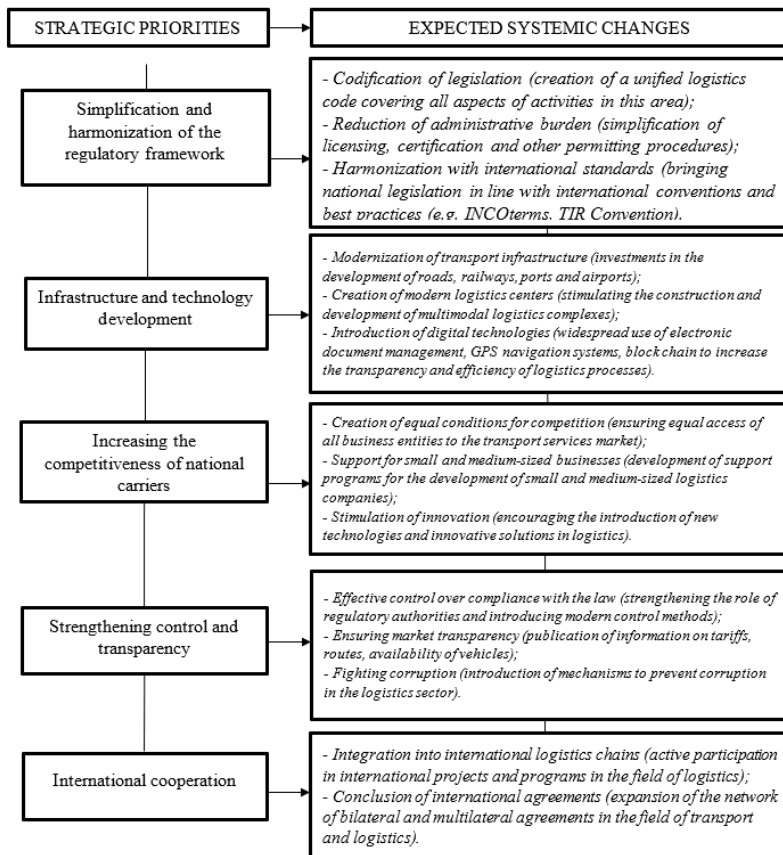 STRATEGIC PRIORITIES
EXPECTED SYSTEMIC CHANGES
Simplification and
harmonization of the
regulatory framework
- Codification of legislation (creation of a unified logistics
code covering all aspects of activities in this area);
- Reduction of administrative burden (simplification of
licensing, certification and other permitting procedures);
- Harmonization with international standards (bringing
national legislation in line with international conventions and
best practices (e.g. INCOterms, TIR Convention).
Infrastructure and technology
development
- Modernization of transport infrastructure (investments in the
development of roads, railways, ports and airports);
- Creation of modern logistics centers (stimulating the construction and
development of multimodal logistics complexes);
- Introduction of digital technologies (widespread use of electronic
document management, GPS navigation systems, block chain to increase
the transparency and efficiency of logistics processes).
Increasing the
competitiveness of national
carriers
- Creation of equal conditions for competition (ensuring equal access of
all business entities to the transport services market);
- Support for small and medium-sized businesses (development of support
programs for the development of small and medium-sized logistics
companies);
- Stimulation of innovation (encouraging the introduction of new
technologies and innovative solutions in logistics).
Strengthening control and
transparency
- Effective control over compliance with the law (strengthening the role of
regulatory authorities and introducing modern control methods);
- Ensuring market transparency (publication of information on tariffs,
routes, availability of vehicles);
- Fighting corruption (introduction of mechanisms to prevent corruption
in the logistics sector).
International cooperation
- Integration into international logistics chains (active participation
in international projects and programs in the field of logistics);
- Conclusion of international agreements (expansion of the network
of bilateral and multilateral agreements in the field of transport
and logistics).